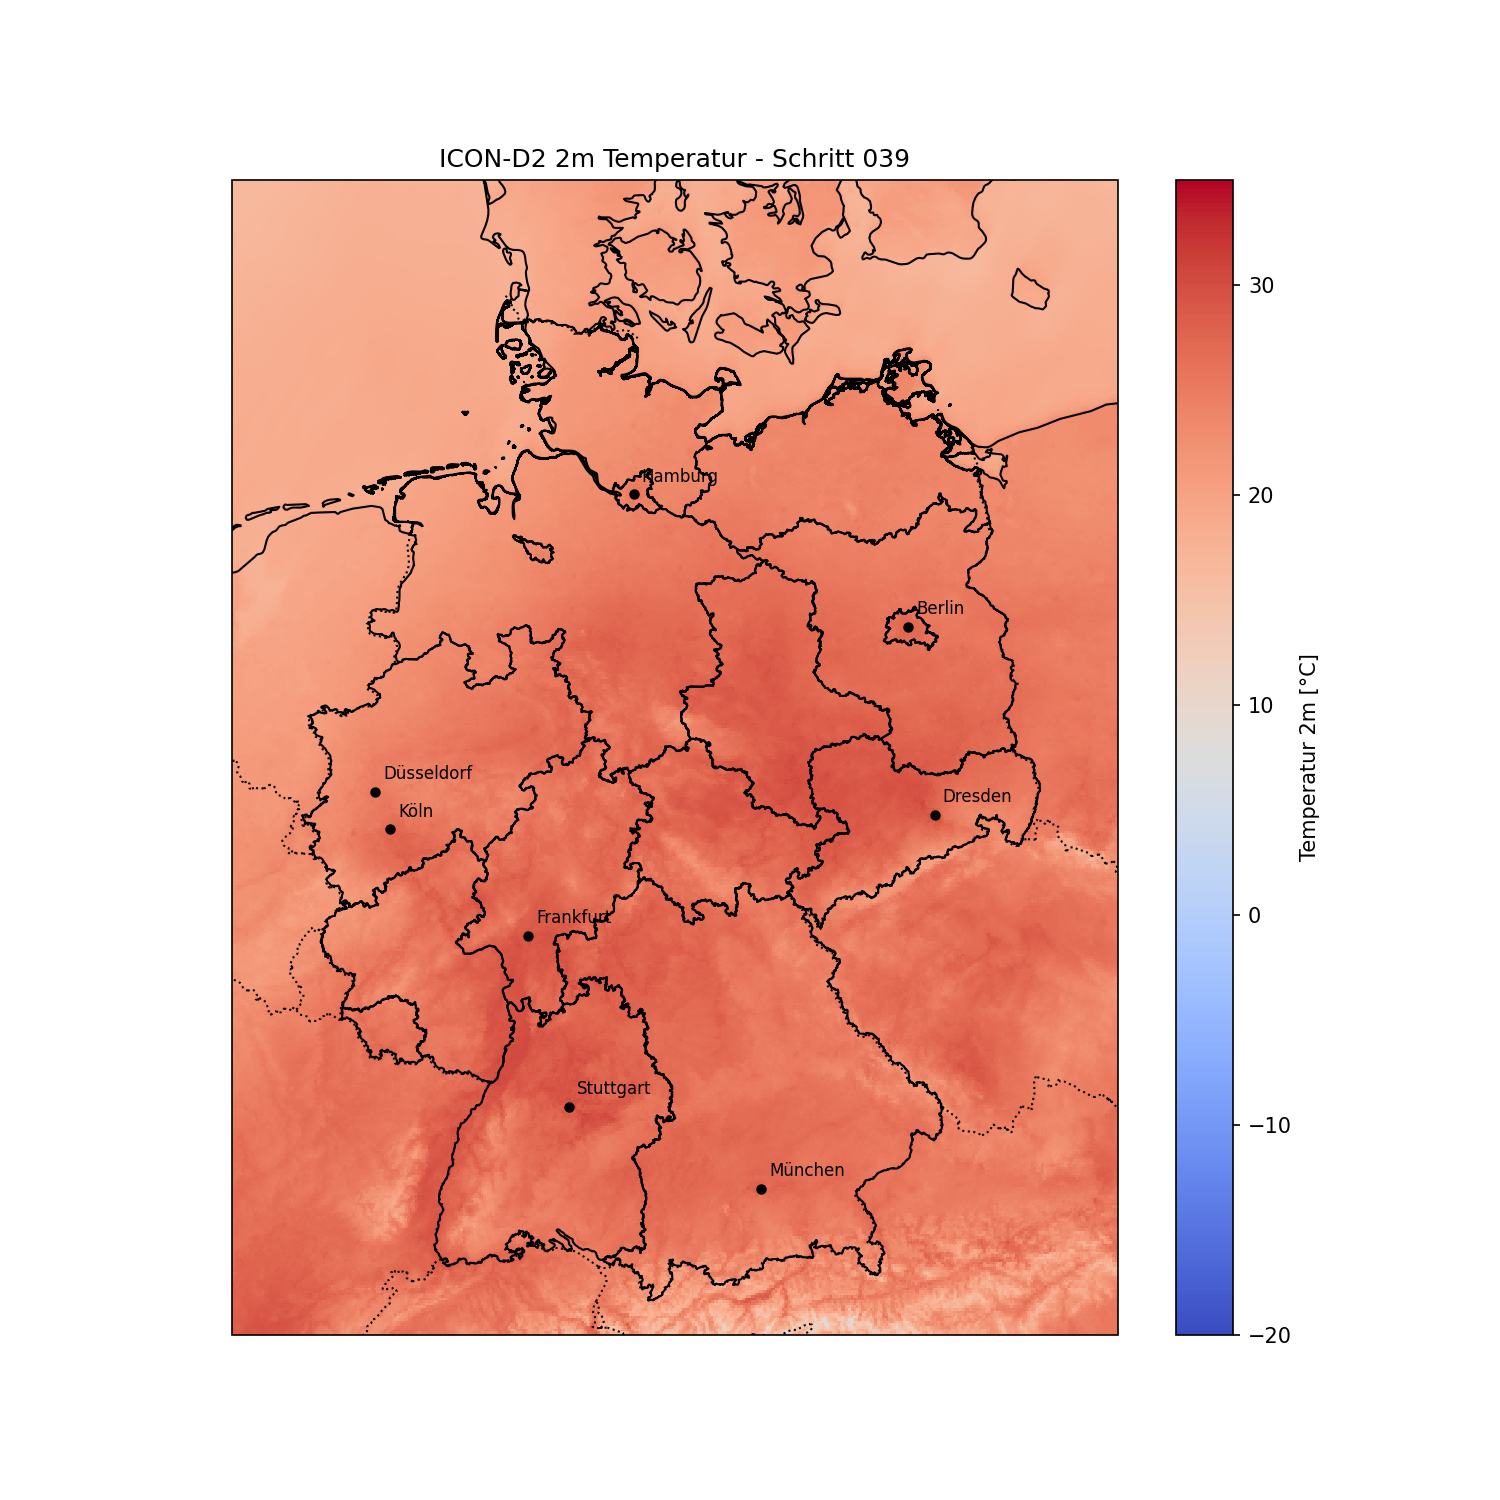 ICON-D2 2m Temperatur - Schritt 039
Hamburg
Berlin
Düsseldorf
Köln
Dresden
Frankfurt
Stuttgart
München
30
20
10
0
−10
−20
Temperatur 2m [°C]